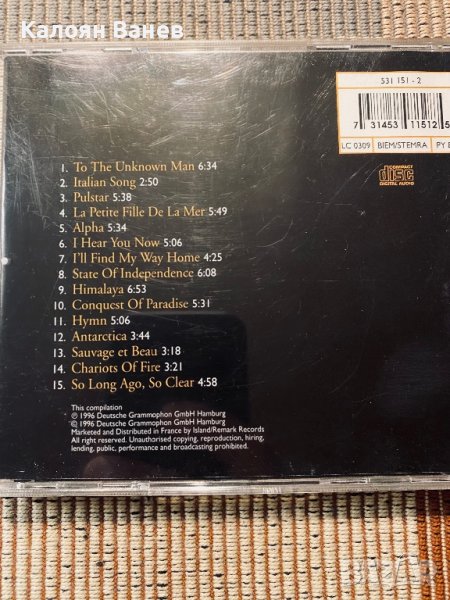 Калоян Ванев
531 151 - 2
7 31453 11512 5
LC 0309 BIEM/STEMRA PY
COMPACT
disc
DIGITAL AUDIO
1. To The Unknown Man 6:34
2. Italian Song 2:50
3. Pulstar 5:38
4. La Petite Fille De La Mer 5:49
5. Alpha 5:34
6. I Hear You Now 5:06
7. I'll Find My Way Home 4:25
8. State Of Independence 6:08
9. Himalaya 6:53
10. Conquest Of Paradise 5:31
11. Hymn 5:06
12. Antarctica 3:44
13. Sauvage et Beau 3:18
14. Chariots Of Fire 3:21
15. So Long Ago, So Clear 4:58
This compilation
℗ 1996 Deutsche Grammophon GmbH Hamburg
© 1996 Deutsche Grammophon GmbH Hamburg
Marketed and Distributed in France by Island/Remark Records
All right reserved. Unauthorised copying, reproduction, hiring,
lending, public, performance and broadcasting prohibited.